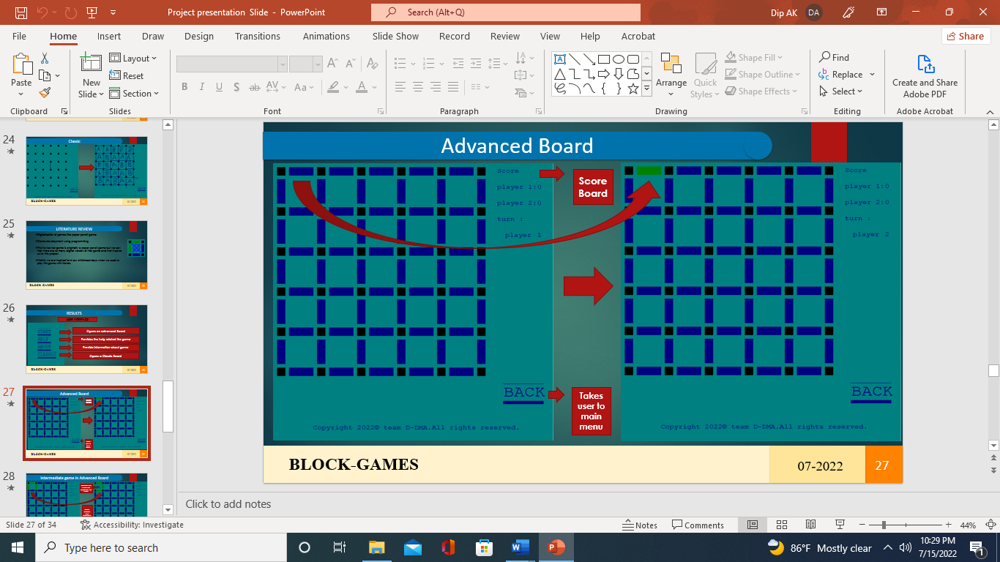 Project presentation Slide - PowerPoint
Search (Alt+Q)
Dip AK
DA
File Home Insert Draw Design Transitions Animations Slide Show Record Review View Help Acrobat
Share
Paste
New
Slide
Layout
Reset
Section
Arrange
Quick
Styles
Shape Fill
Shape Outline
Shape Effects
Find
Replace
Select
Create and Share
Adobe PDF
Clipboard Slides Font Paragraph Drawing Editing Adobe Acrobat
24
Classic
BLOCK-GAMES
25
LITERATURE REVIEW
BLOCK-GAMES
26
RESULTS
Opens an advanced Board
Provides the help related the game
Provide information about game
Opens a Classic Board
BLOCK-GAMES
27
Advanced Board
BLOCK-GAMES
28
Intermediate game in Advanced Board
Advanced Board
Score
player 1:0
player 2:0
turn :
player 1
Score
Board
BACK
Takes
user to
main
menu
Copyright 2022© team D-DMA.All rights reserved.
Score
player 1:0
player 2:0
turn :
player 2
BACK
Copyright 2022© team D-DMA.All rights reserved.
BLOCK-GAMES
07-2022
27
Click to add notes
Slide 27 of 34
Accessibility: Investigate
Notes
Comments
44%
Type here to search
86°F Mostly clear
10:29 PM
7/15/2022
1